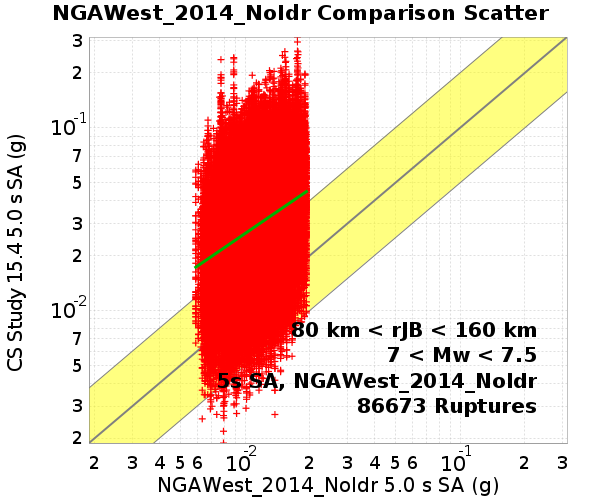 NGAWest_2014_NoIdr Comparison Scatter
CS Study 15.4 5.0 s SA (g)
3
2
10-1
7
5
3
2
10-2
7
5
3
2
80 km < rJB < 160 km
7 < Mw < 7.5
5s SA, NGAWest_2014_NoIdr
86673 Ruptures
2 3 4 5 6 10-2 2 3 4 5 6 10-1 2 3
NGAWest_2014_NoIdr 5.0 s SA (g)